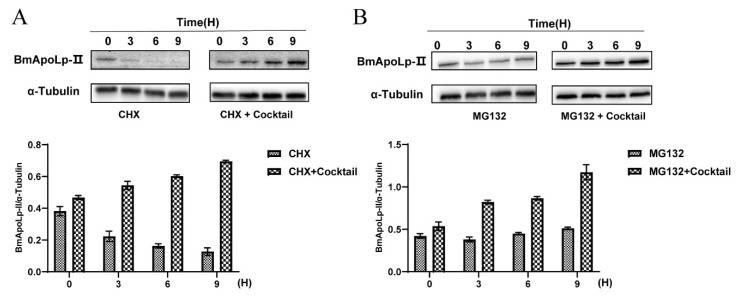 A
Time(H)
0 3 6 9 0 3 6 9
BmApoLp-II
α-Tubulin
CHX CHX + Cocktail
BmApoLp-II/α-Tubulin
0.8
0.6
0.4
0.2
0.0
0 3 6 9 (H)
CHX
CHX+Cocktail
B
Time(H)
0 3 6 9 0 3 6 9
BmApoLp-II
α-Tubulin
MG132 MG132 + Cocktail
BmApoLp-II/α-Tubulin
1.5
1.0
0.5
0.0
0 3 6 9 (H)
MG132
MG132+Cocktail